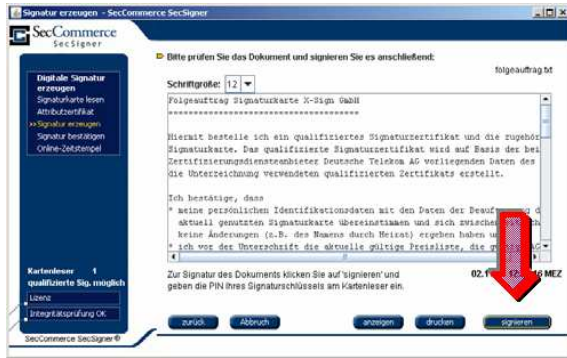 Signatur erzeugen - SecCommerce SecSigner
SecCommerce
SecSigner
Digitale Signatur
erzeugen
Signaturkarte lesen
Attributzertifikat
»Signatur erzeugen
Signatur bestätigen
Online-Zeitstempel
Kartenleser 1
qualifizierte Sig. möglich
Lizenz
Integritätsprüfung OK
SecCommerce SecSigner®
Bitte prüfen Sie das Dokument und signieren Sie es anschließend:
folgeauftrag.txt
Schriftgröße: 12
Folgeauftrag Signaturkarte X-Sign GmbH
====================================
Hiermit bestelle ich ein qualifiziertes Signaturzertifikat und die zugehör
Signaturkarte. Das qualifizierte Signaturzertifikat wird auf Basis der bei
Zertifizierungsdiensteanbieter Deutsche Telekom AG vorliegenden Daten des
die Unterzeichnung verwendeten qualifizierten Zertifikats erstellt.
Ich bestätige, dass
* meine persönlichen Identifikationsdaten mit den Daten der Beauf
aktuell genutzten Signaturkarte übereinstimmen und sich zwischen
keine Änderungen (z.B. des Namens durch Heirat) ergeben haben
* ich vor der Unterschrift die aktuelle gültige Preisliste, die
Zur Signatur des Dokuments klicken Sie auf 'signieren' und
geben die PIN Ihres Signaturschlüssels am Kartenleser ein.
MEZ
zurück Abbruch anzeigen drucken signieren